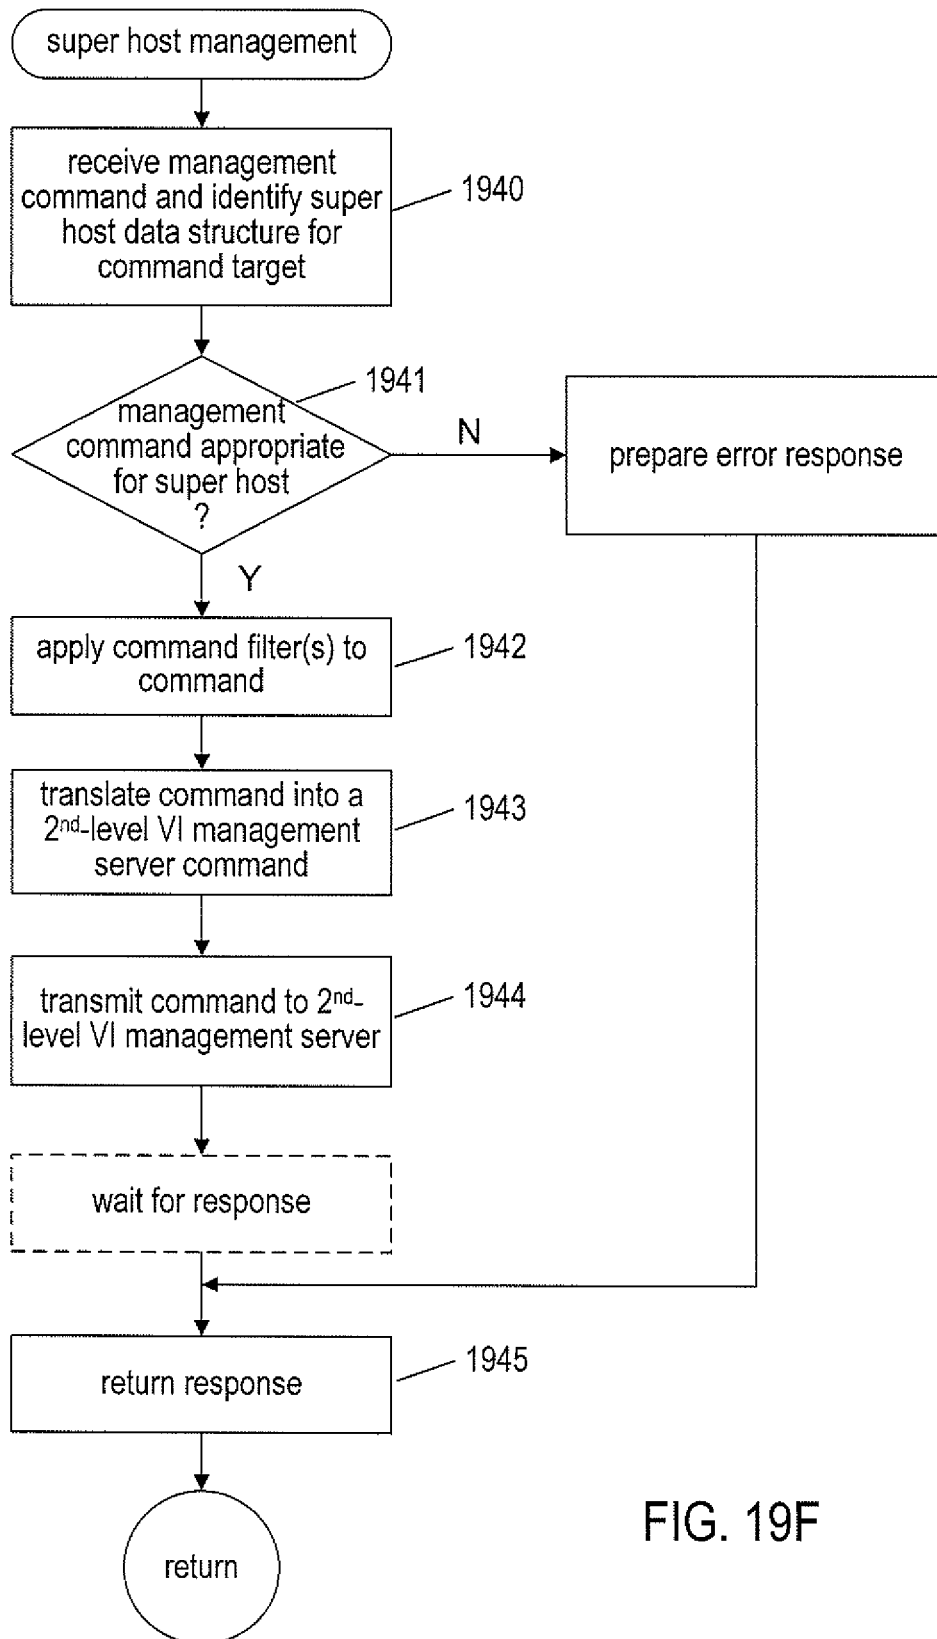 super host management
receive management
command and identify super
host data structure for
command target
1940
1941
management
command appropriate
for super host
?
N
prepare error response
Y
apply command filter(s) to
command
1942
translate command into a
2nd-level VI management
server command
1943
transmit command to 2nd-
level VI management server
1944
wait for response
return response
1945
return
FIG. 19F